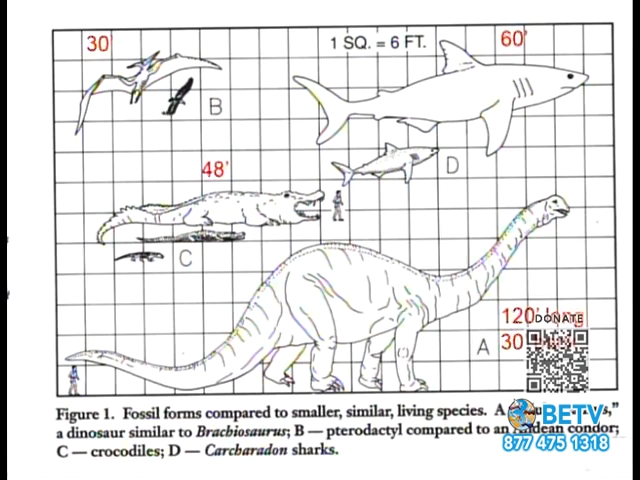 30'
1 SQ. = 6 FT.
60'
B
D
48'
C
120' long
DONATE
A
30
Figure 1. Fossil forms compared to smaller, similar, living species. A
a dinosaur similar to Brachiosaurus; B — pterodactyl compared to an Andean condor;
C — crocodiles; D — Carcharadon sharks.
BETV
877 475 1318